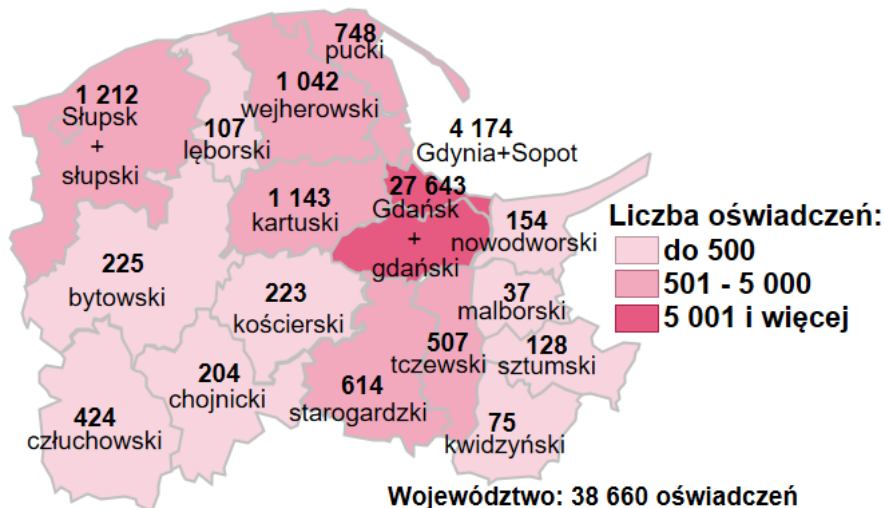 748
pucki
1 042
wejherowski
1 212
Słupsk
+
słupski
107
lęborski
4 174
Gdynia+Sopot
27 643
Gdańsk
+
gdański
1 143
kartuski
154
nowodworski
Liczba oświadczeń:
do 500
501 - 5 000
5 001 i więcej
225
bytowski
223
kościerski
37
malborski
507
tczewski
128
sztumski
204
chojnicki
614
starogardzki
424
człuchowski
75
kwidzyński
Województwo: 38 660 oświadczeń